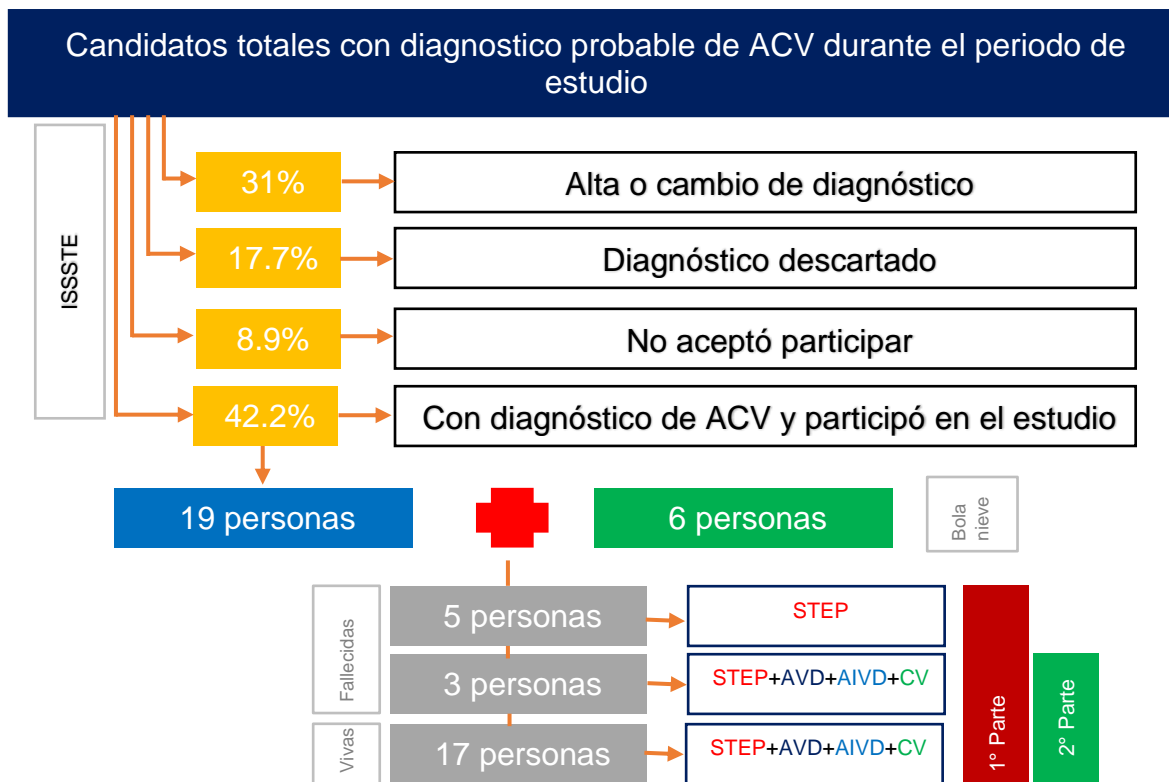 Candidatos totales con diagnostico probable de ACV durante el periodo de
estudio
ISSSTE
31%
Alta o cambio de diagnóstico
17.7%
Diagnóstico descartado
8.9%
No aceptó participar
42.2%
Con diagnóstico de ACV y participó en el estudio
19 personas
6 personas
Bola
nieve
Fallecidas
5 personas
STEP
3 personas
STEP+AVD+AIVD+CV
Vivas
17 personas
STEP+AVD+AIVD+CV
1° Parte
2° Parte